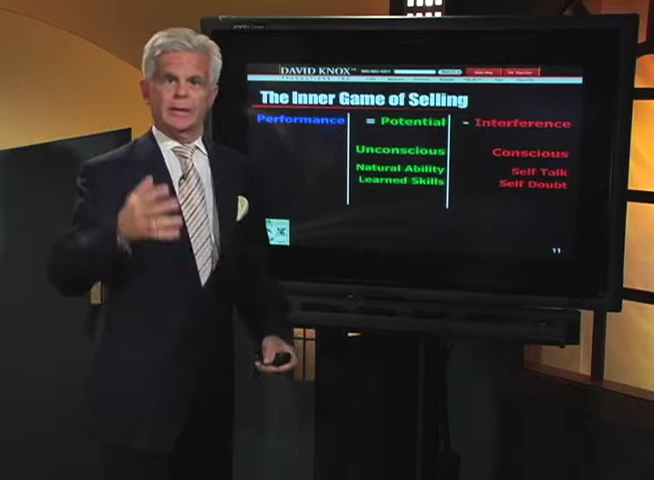 DAVID KNOX™
The Inner Game of Selling
Performance = Potential - Interference
Unconscious Conscious
Natural Ability Self Talk
Learned Skills Self Doubt
11